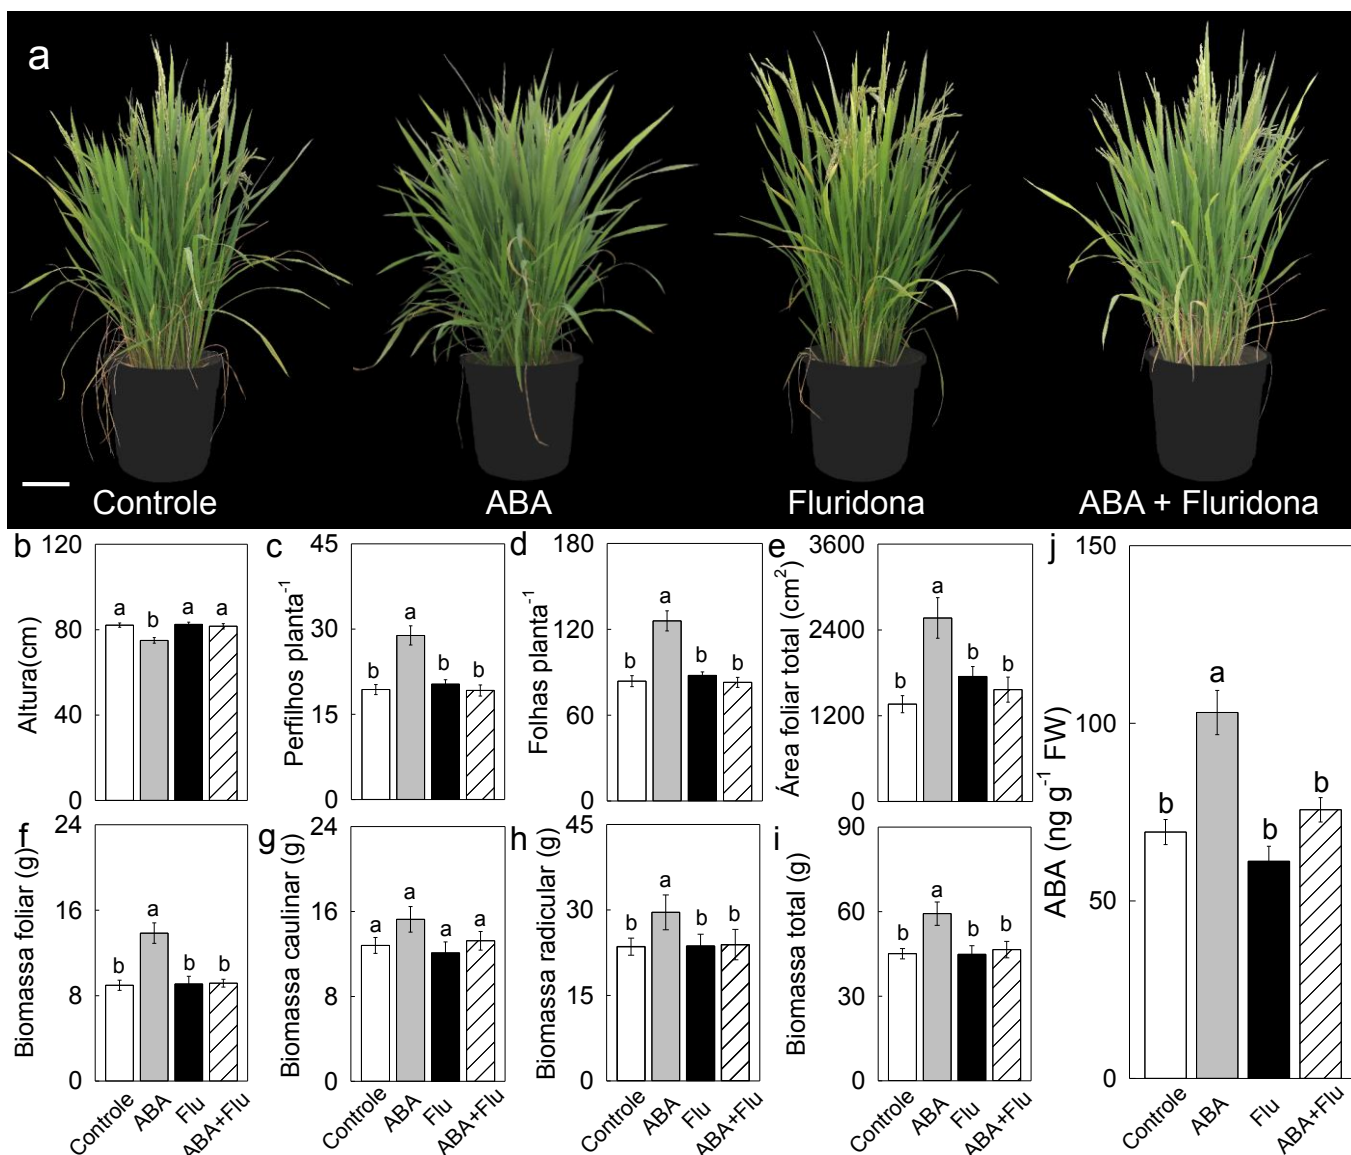 a
Controle
ABA
Fluridona
ABA + Fluridona
b
Altura(cm)
120
80
40
0
a
b
a
a
c
Perfilhos planta⁻¹
45
30
15
0
b
a
b
b
d
Folhas planta⁻¹
180
120
60
0
b
a
b
b
e
Área foliar total (cm²)
3600
2400
1200
0
b
a
b
b
f
Biomassa foliar (g)
24
16
8
0
b
a
b
b
Controle
ABA
Flu
ABA+Flu
g
Biomassa caulinar (g)
24
16
8
0
a
a
a
a
Controle
ABA
Flu
ABA+Flu
h
Biomassa radicular (g)
45
30
15
0
b
a
b
b
Controle
ABA
Flu
ABA+Flu
i
Biomassa total (g)
90
60
30
0
b
a
b
b
Controle
ABA
Flu
ABA+Flu
j
ABA (ng g⁻¹ FW)
150
100
50
0
b
a
b
b
Controle
ABA
Flu
ABA+Flu